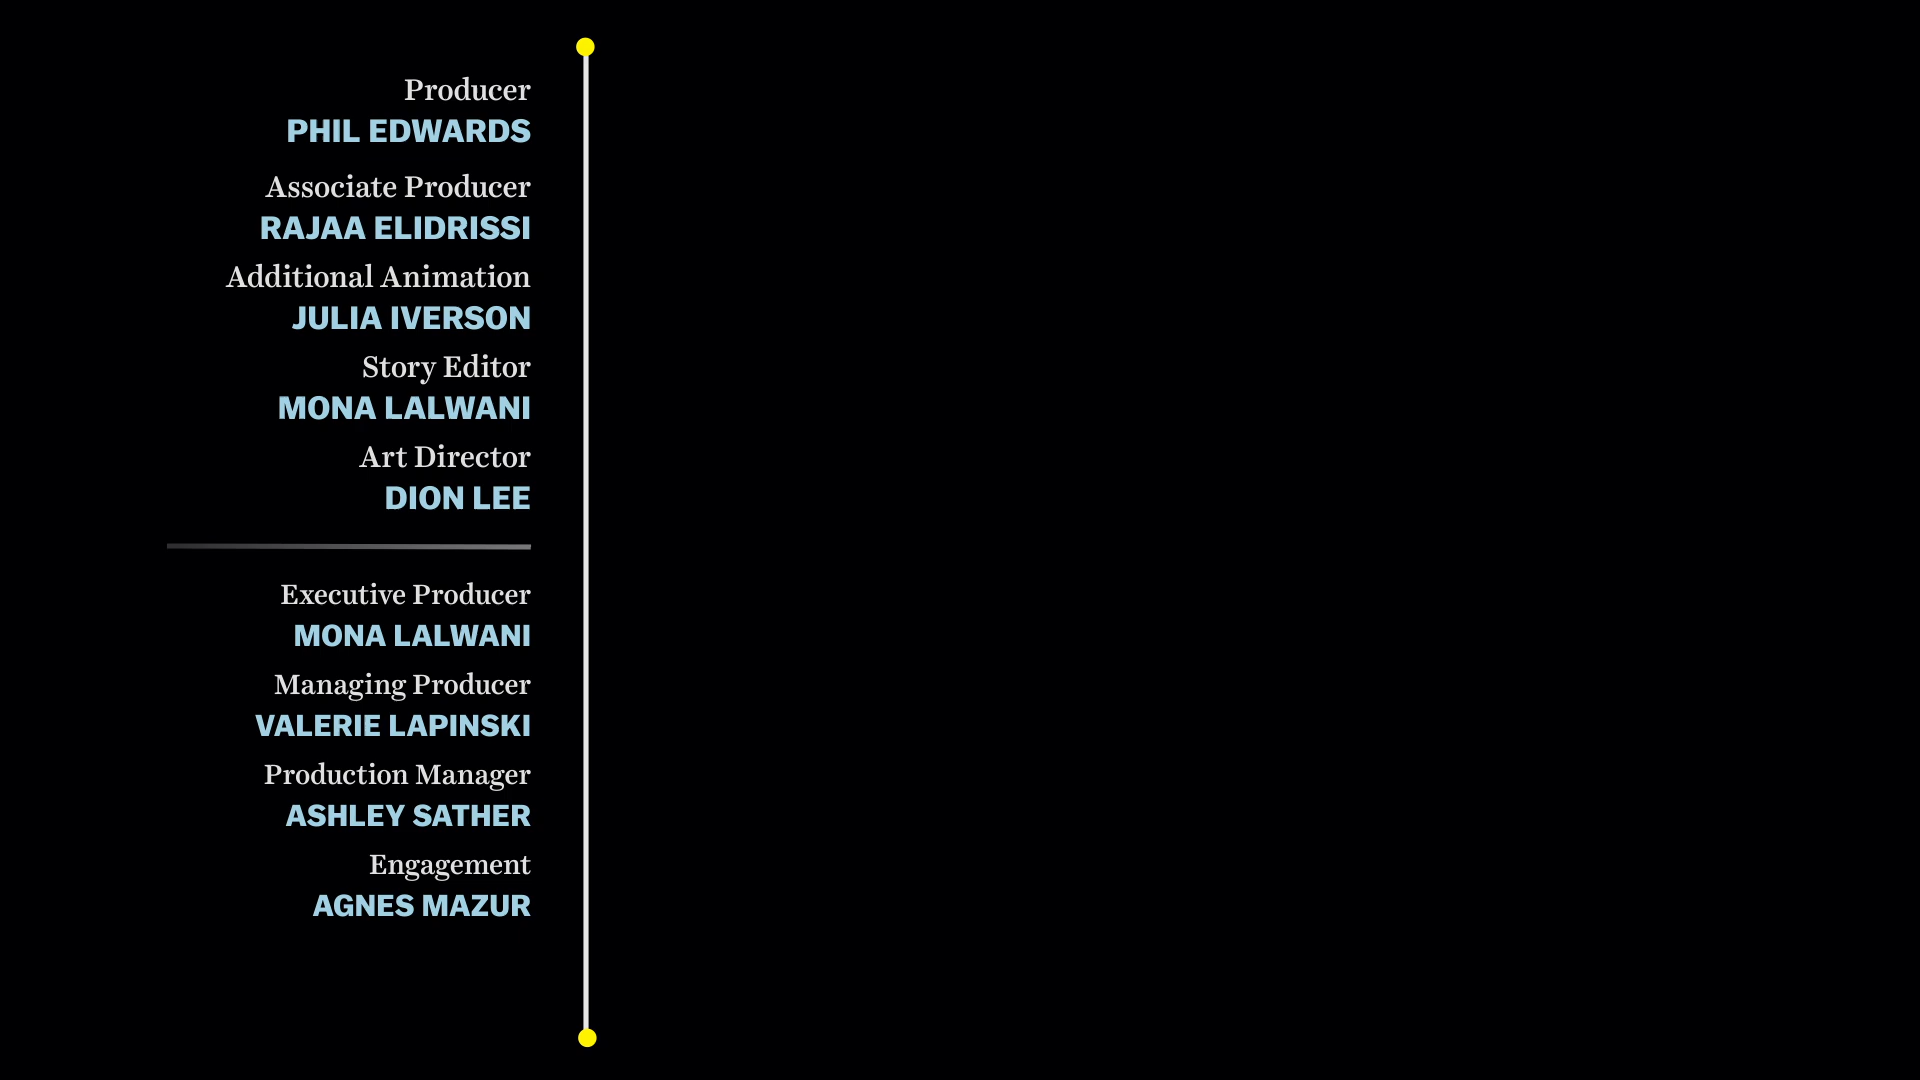 Producer
PHIL EDWARDS
Associate Producer
RAJAA ELIDRISSI
Additional Animation
JULIA IVERSON
Story Editor
MONA LALWANI
Art Director
DION LEE
Executive Producer
MONA LALWANI
Managing Producer
VALERIE LAPINSKI
Production Manager
ASHLEY SATHER
Engagement
AGNES MAZUR